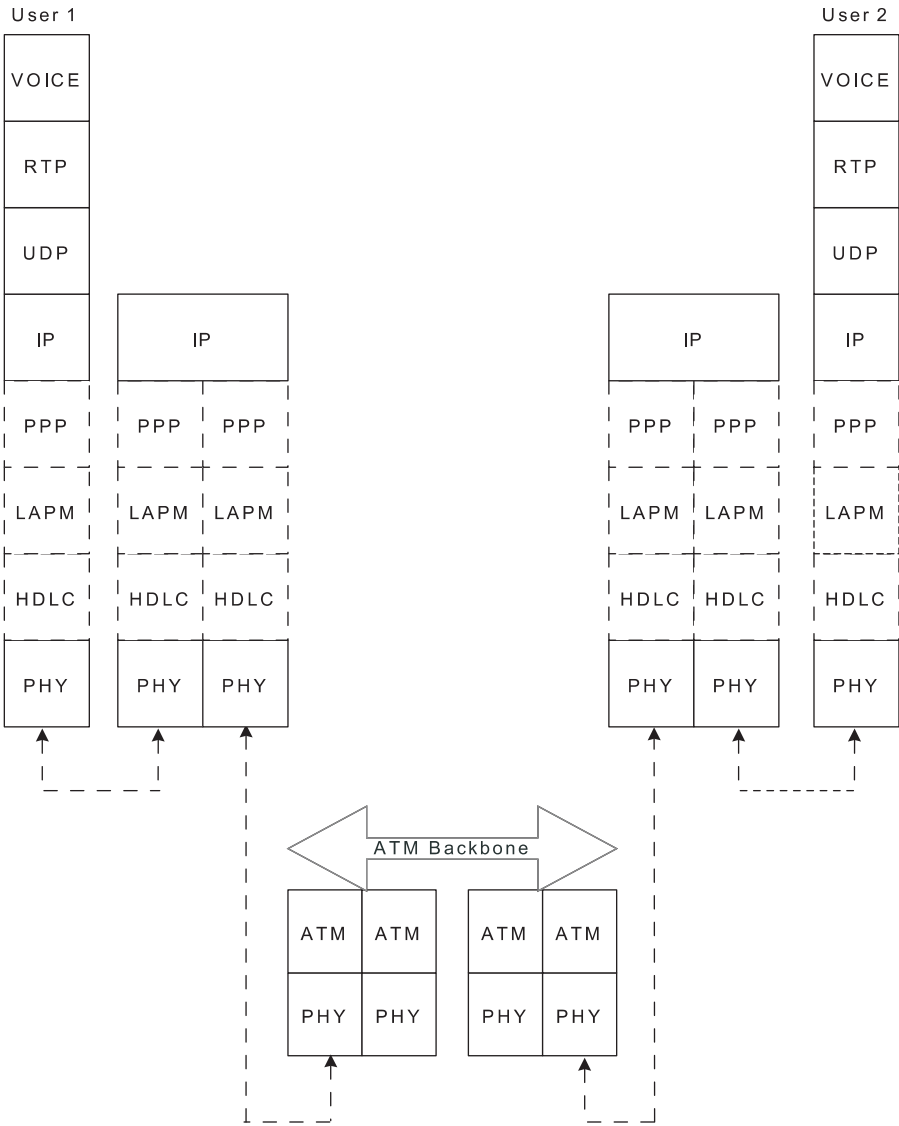 User 1 User 2
VOICE VOICE
RTP RTP
UDP UDP
IP IP IP IP
PPP PPP PPP PPP PPP PPP
LAPM LAPM LAPM LAPM LAPM LAPM
HDLC HDLC HDLC HDLC HDLC HDLC
PHY PHY PHY PHY PHY PHY
ATM Backbone
ATM ATM ATM ATM
PHY PHY PHY PHY